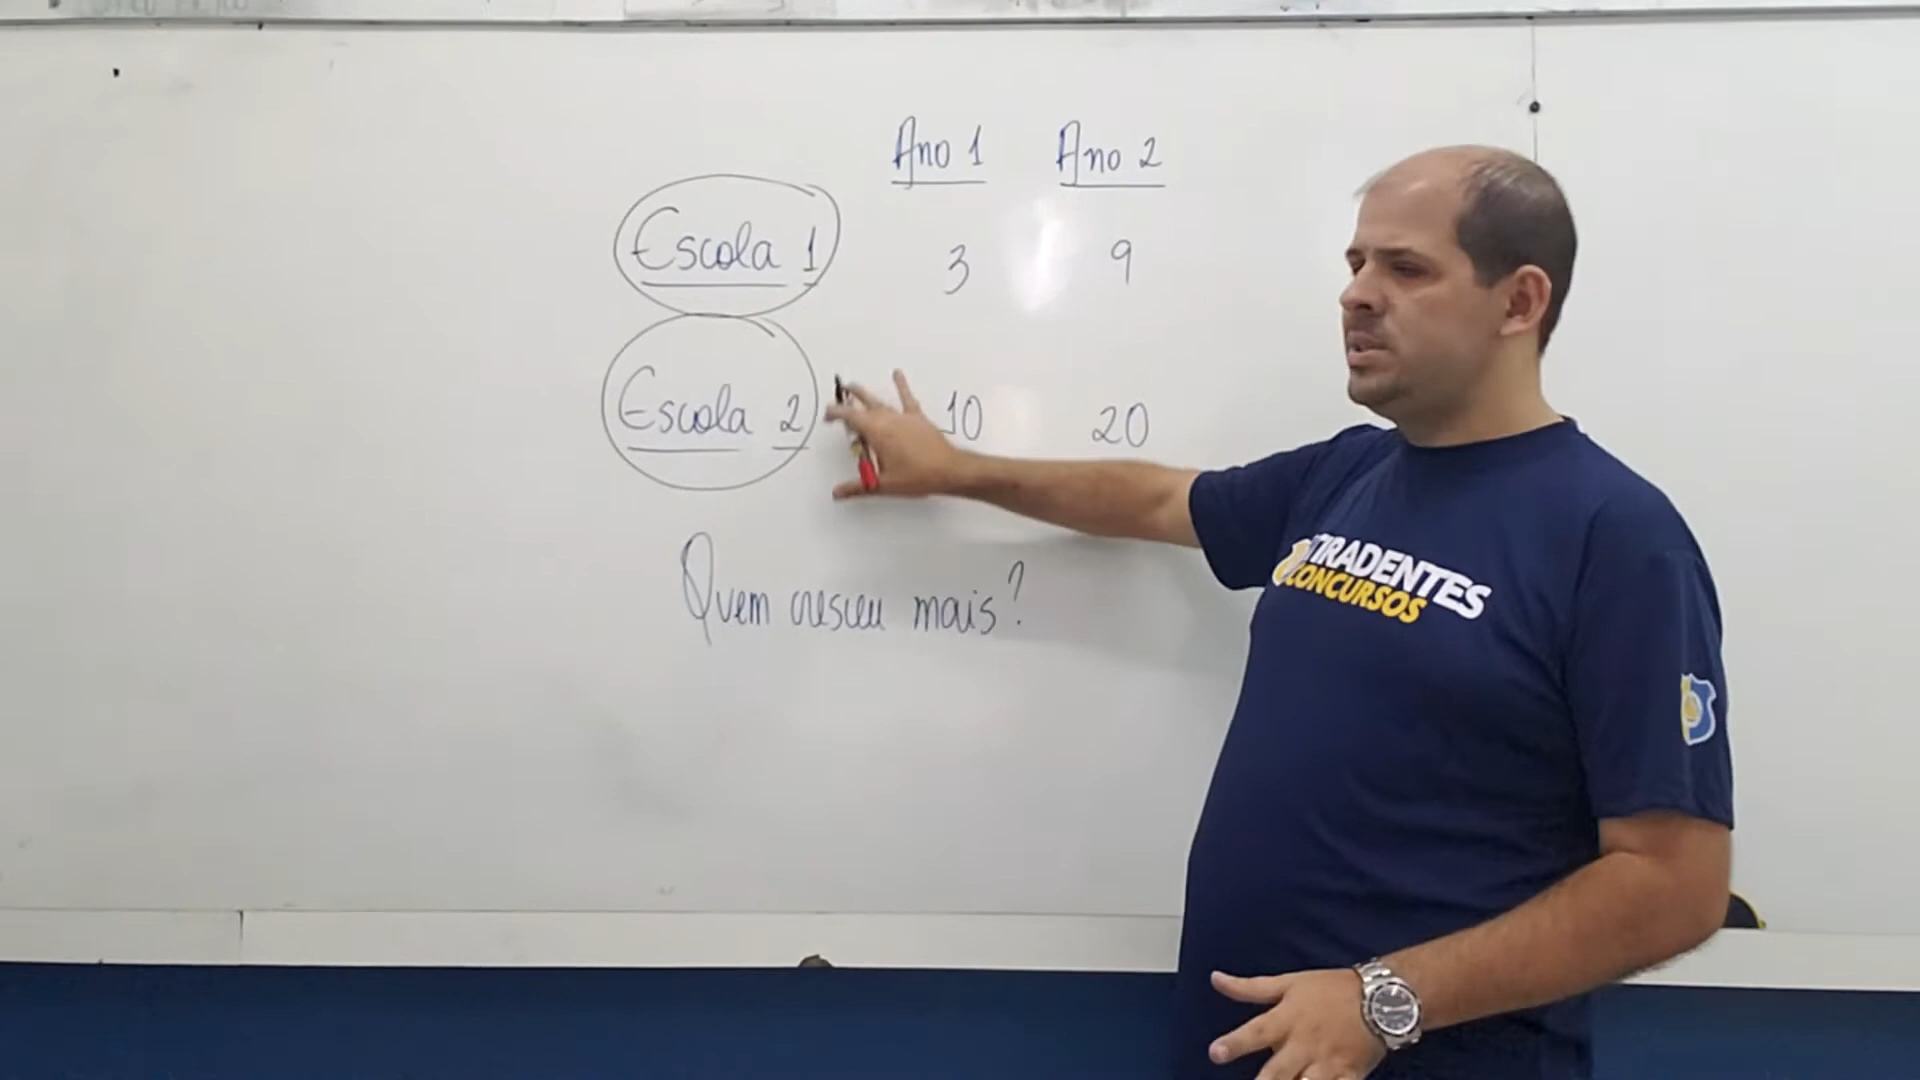 Ano 1 Ano 2
Escola 1 3 9
Escola 2 10 20
Quem cresceu mais?
TIRADENTES
CONCURSOS